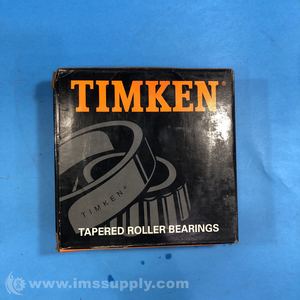 TIMKEN®
TIMKEN®
TAPERED ROLLER BEARINGS
© www.imssupply.com